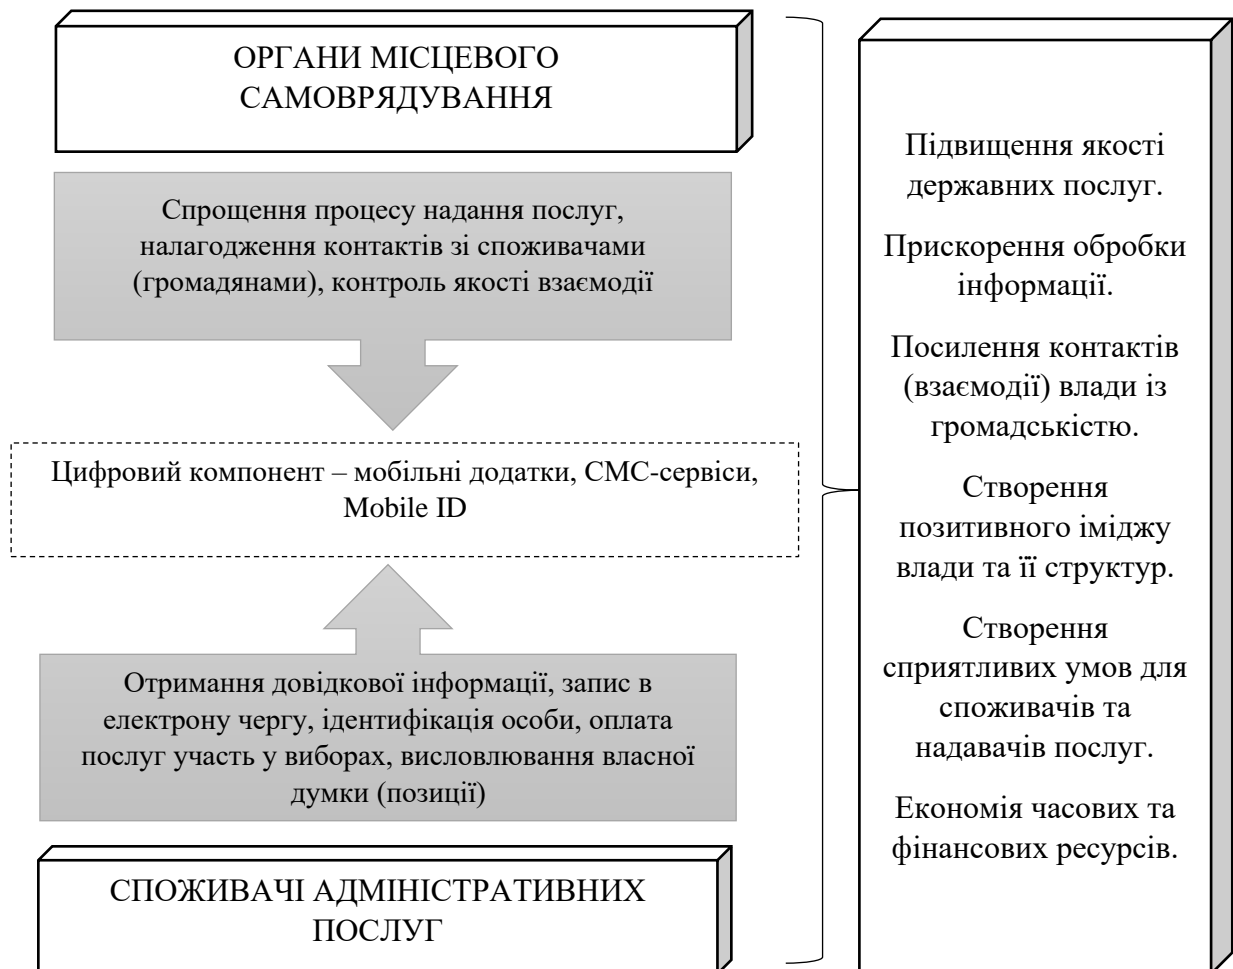 ОРГАНИ МІСЦЕВОГО
САМОВРЯДУВАННЯ
Спрощення процесу надання послуг,
налагодження контактів зі споживачами
(громадянами), контроль якості взаємодії
Цифровий компонент – мобільні додатки, СМС-сервіси,
Mobile ID
Отримання довідкової інформації, запис в
електрону чергу, ідентифікація особи, оплата
послуг участь у виборах, висловлювання власної
думки (позиції)
СПОЖИВАЧІ АДМІНІСТРАТИВНИХ
ПОСЛУГ
Підвищення якості
державних послуг.
Прискорення обробки
інформації.
Посилення контактів
(взаємодії) влади із
громадськістю.
Створення
позитивного іміджу
влади та її структур.
Створення
сприятливих умов для
споживачів та
надавачів послуг.
Економія часових та
фінансових ресурсів.